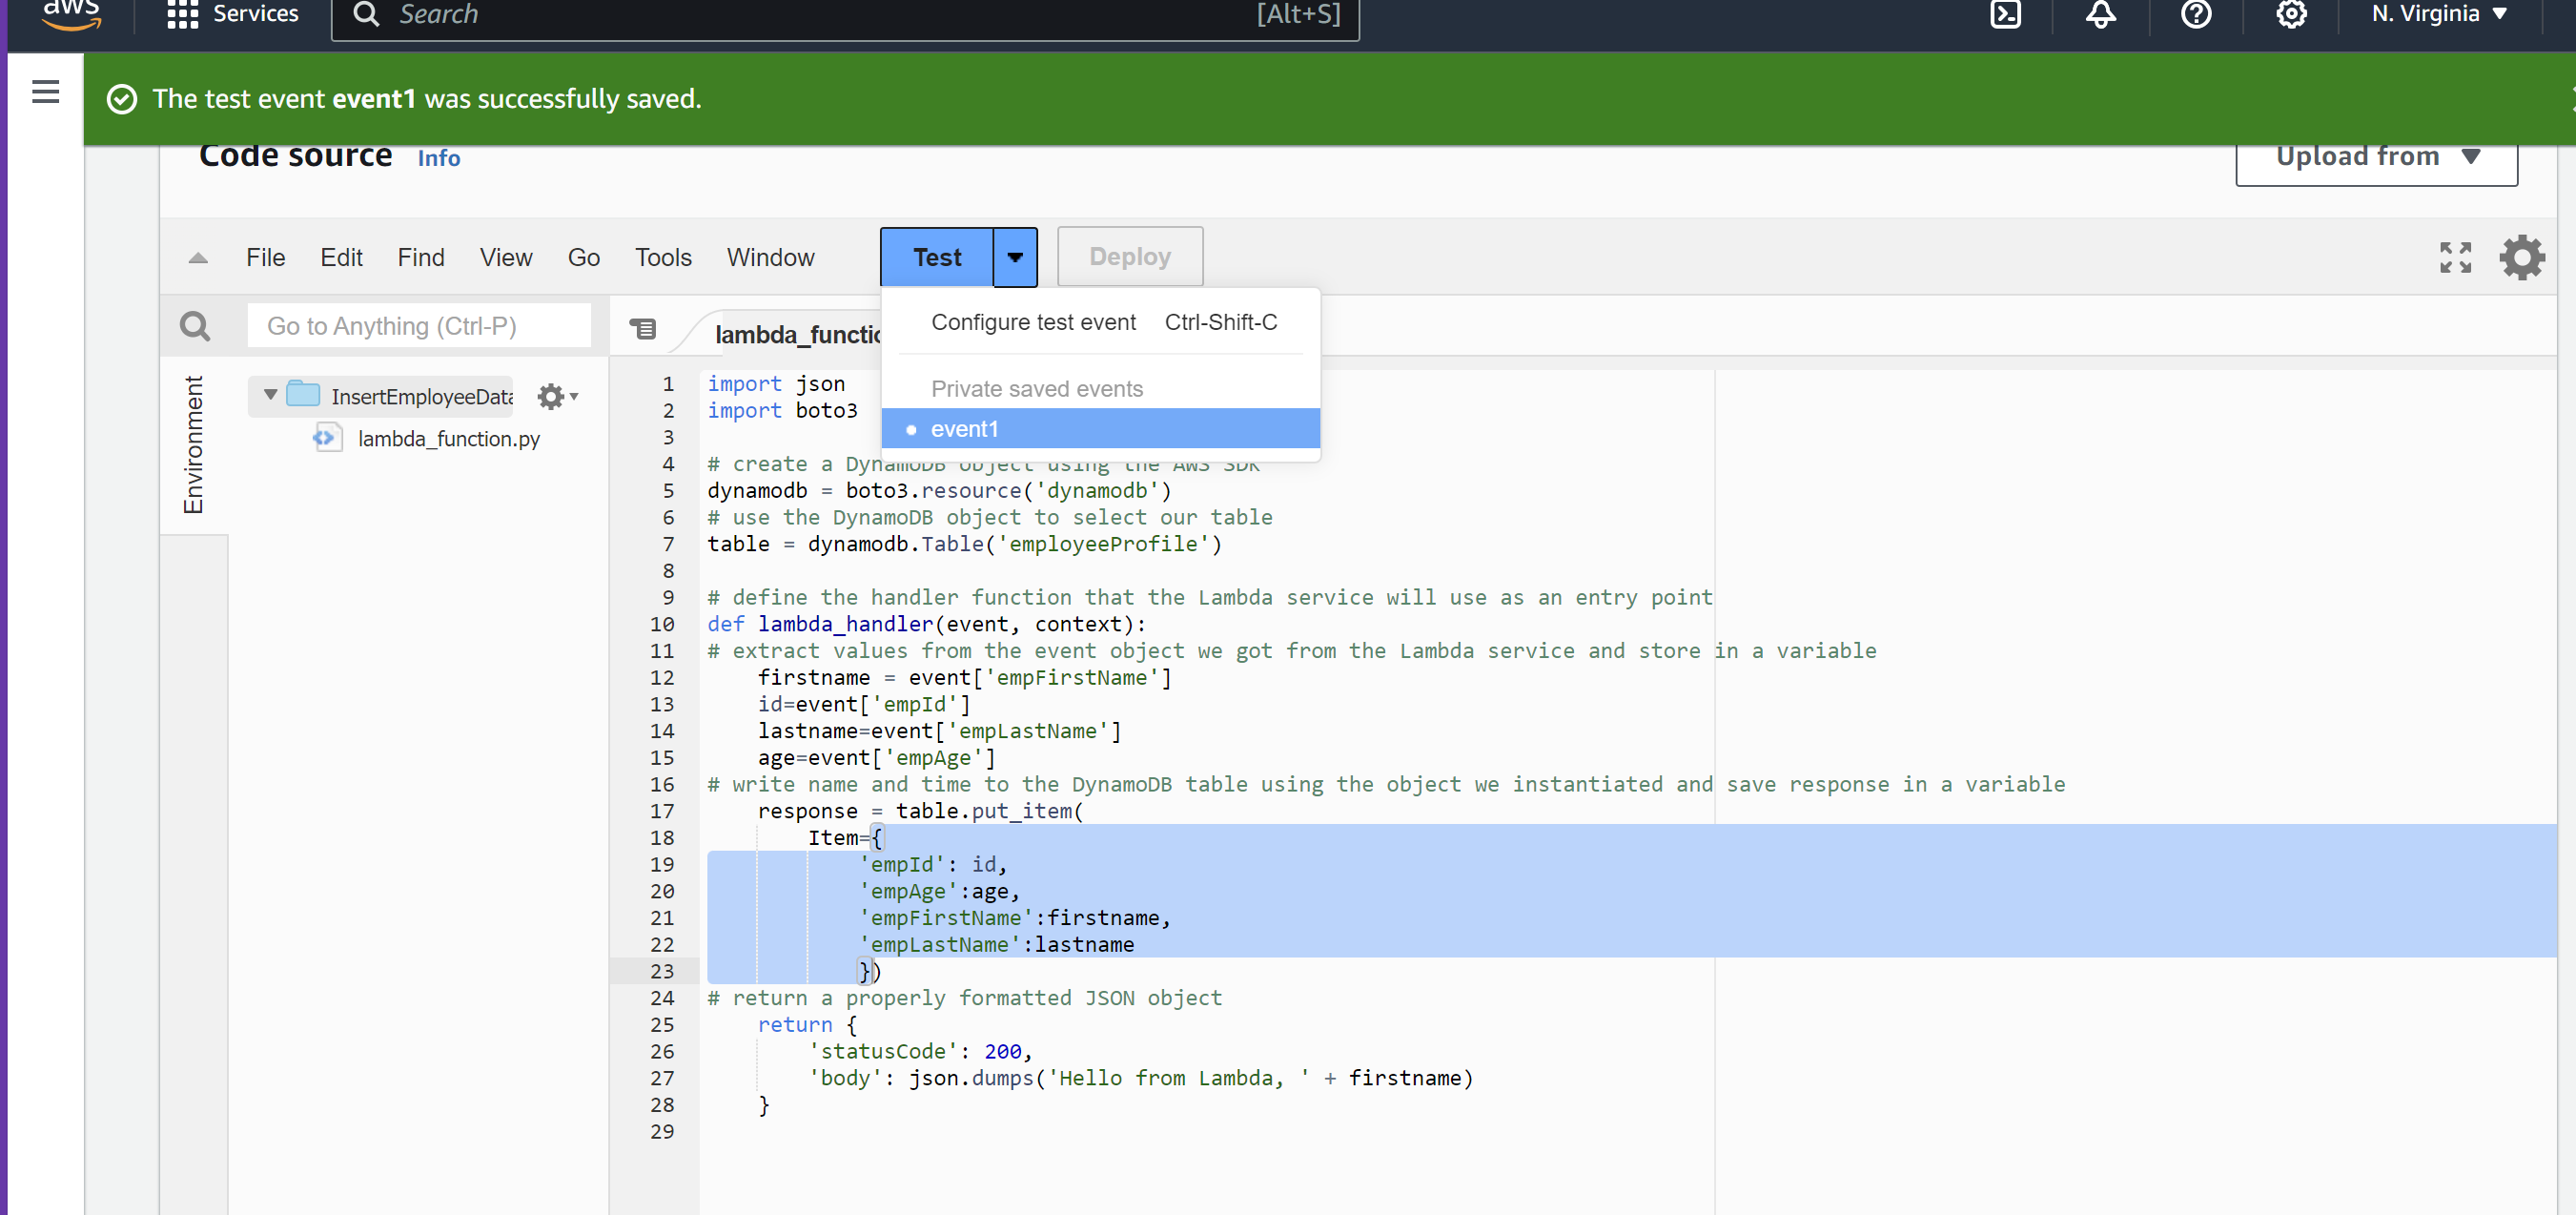 aws
Services
Search
[Alt+S]
N. Virginia
The test event event1 was successfully saved.
Code source Info
Upload from
File Edit Find View Go Tools Window
Test
Deploy
Configure test event Ctrl-Shift-C
Private saved events
event1
Go to Anything (Ctrl-P)
Environment
InsertEmployeeData
lambda_function.py
lambda_functio
1 import json
2 import boto3
3
4 # create a DynamoDB object using the AWS SDK
5 dynamodb = boto3.resource('dynamodb')
6 # use the DynamoDB object to select our table
7 table = dynamodb.Table('employeeProfile')
8
9 # define the handler function that the Lambda service will use as an entry point
10 def lambda_handler(event, context):
11 # extract values from the event object we got from the Lambda service and store in a variable
12 firstname = event['empFirstName']
13 id=event['empId']
14 lastname=event['empLastName']
15 age=event['empAge']
16 # write name and time to the DynamoDB table using the object we instantiated and save response in a variable
17 response = table.put_item(
18 Item={
19 'empId': id,
20 'empAge':age,
21 'empFirstName':firstname,
22 'empLastName':lastname
23 })
24 # return a properly formatted JSON object
25 return {
26 'statusCode': 200,
27 'body': json.dumps('Hello from Lambda, ' + firstname)
28 }
29